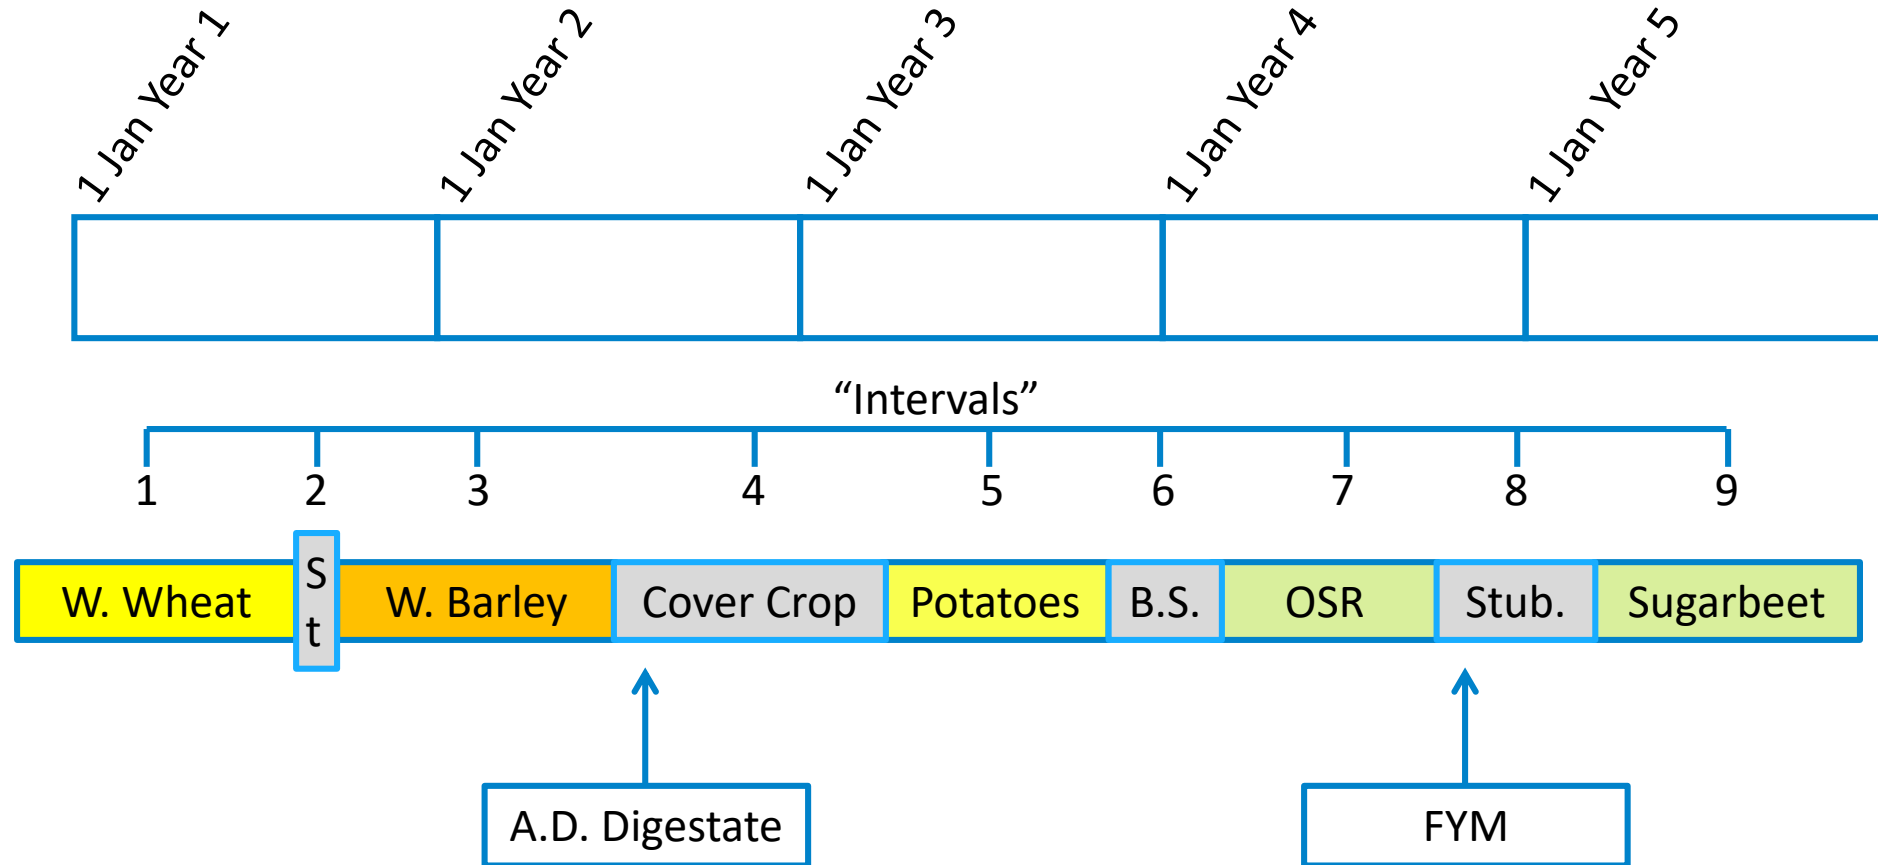 1 Jan Year 1
1 Jan Year 2
1 Jan Year 3
1 Jan Year 4
1 Jan Year 5
“Intervals”
1 2 3 4 5 6 7 8 9
W. Wheat
S
t
W. Barley
Cover Crop
Potatoes
B.S.
OSR
Stub.
Sugarbeet
A.D. Digestate
FYM